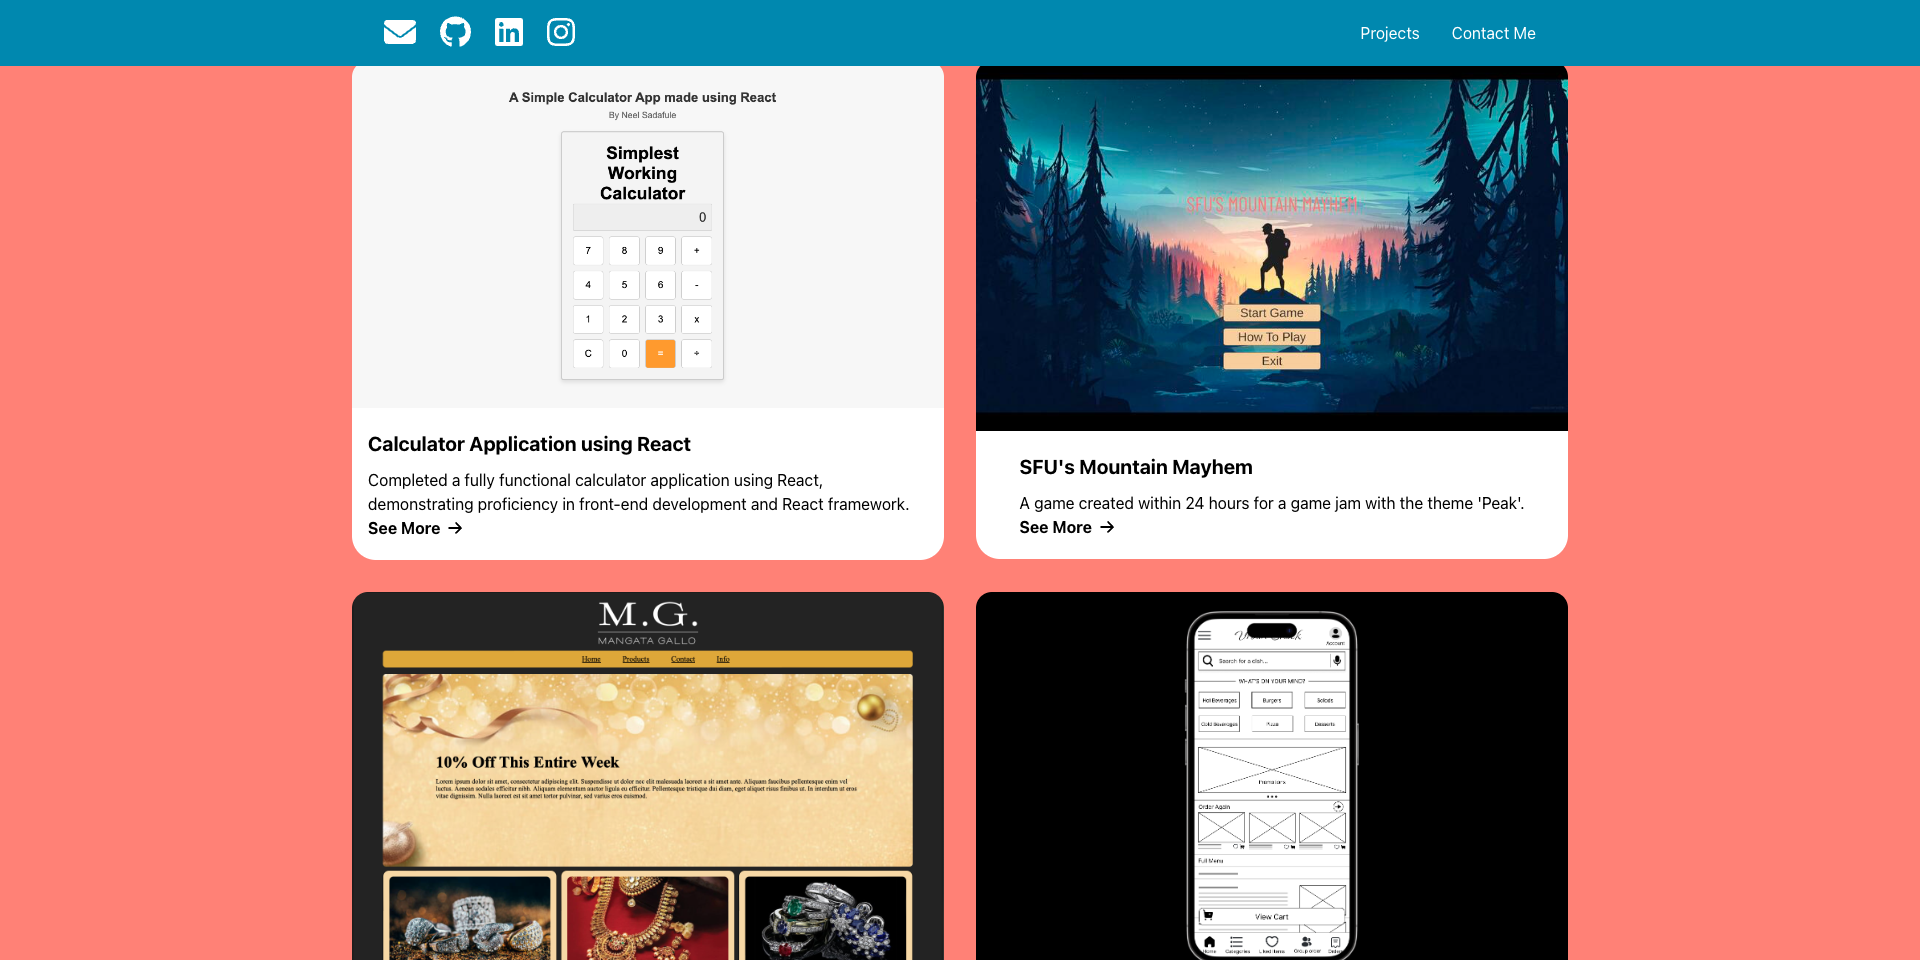 Projects
Contact Me
A Simple Calculator App made using React
By Neel Sadafule
Simplest
Working
Calculator
0
7 8 9 +
4 5 6 -
1 2 3 x
C 0 = ÷
Calculator Application using React
Completed a fully functional calculator application using React,
demonstrating proficiency in front-end development and React framework.
See More →
SFU'S MOUNTAIN MAYHEM
Start Game
How To Play
Exit
SFU's Mountain Mayhem
A game created within 24 hours for a game jam with the theme 'Peak'.
See More →
M.G.
MANGATA GALLO
Home Products Contact Info
10% Off This Entire Week
Lorem ipsum dolor sit amet, consectetur adipiscing elit. Suspendisse ut dolor nec elit malesuada laoreet a sit amet ante. Aliquam faucibus pellentesque enim vel
luctus. Aenean sodales efficitur nibh. Aliquam elementum auctor ligula eu efficitur. Pellentesque tristique dui diam, eget aliquet risus finibus ut. In interdum ut eros
vitae dignissim. Nulla laoreet est sit amet tortor pulvinar, sed varius eros euismod.
Account
Search for a dish...
WHAT'S ON YOUR MIND?
Hot Beverages Burgers Salads
Cold Beverages Pizza Desserts
Promotions
Order Again
Full Menu
View Cart
Home Categories Liked Items Group order Orders